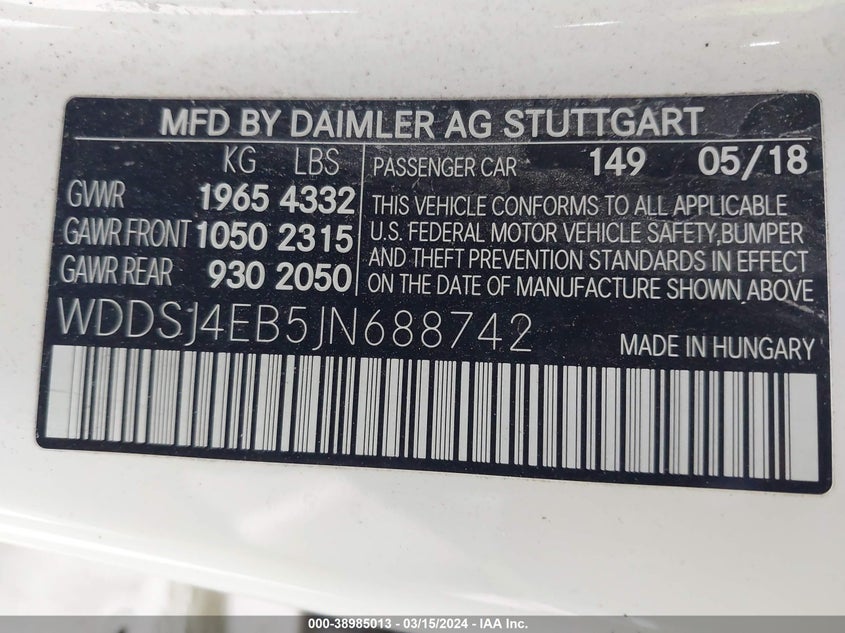 MFD BY DAIMLER AG STUTTGART
KG LBS
GVWR 1965 4332
GAWR FRONT 1050 2315
GAWR REAR 930 2050
PASSENGER CAR 149 05/18
THIS VEHICLE CONFORMS TO ALL APPLICABLE
U.S. FEDERAL MOTOR VEHICLE SAFETY,BUMPER
AND THEFT PREVENTION STANDARDS IN EFFECT
ON THE DATE OF MANUFACTURE SHOWN ABOVE
WDDSJ4EB5JN688742
MADE IN HUNGARY
000-38985013 - 03/15/2024 - IAA Inc.